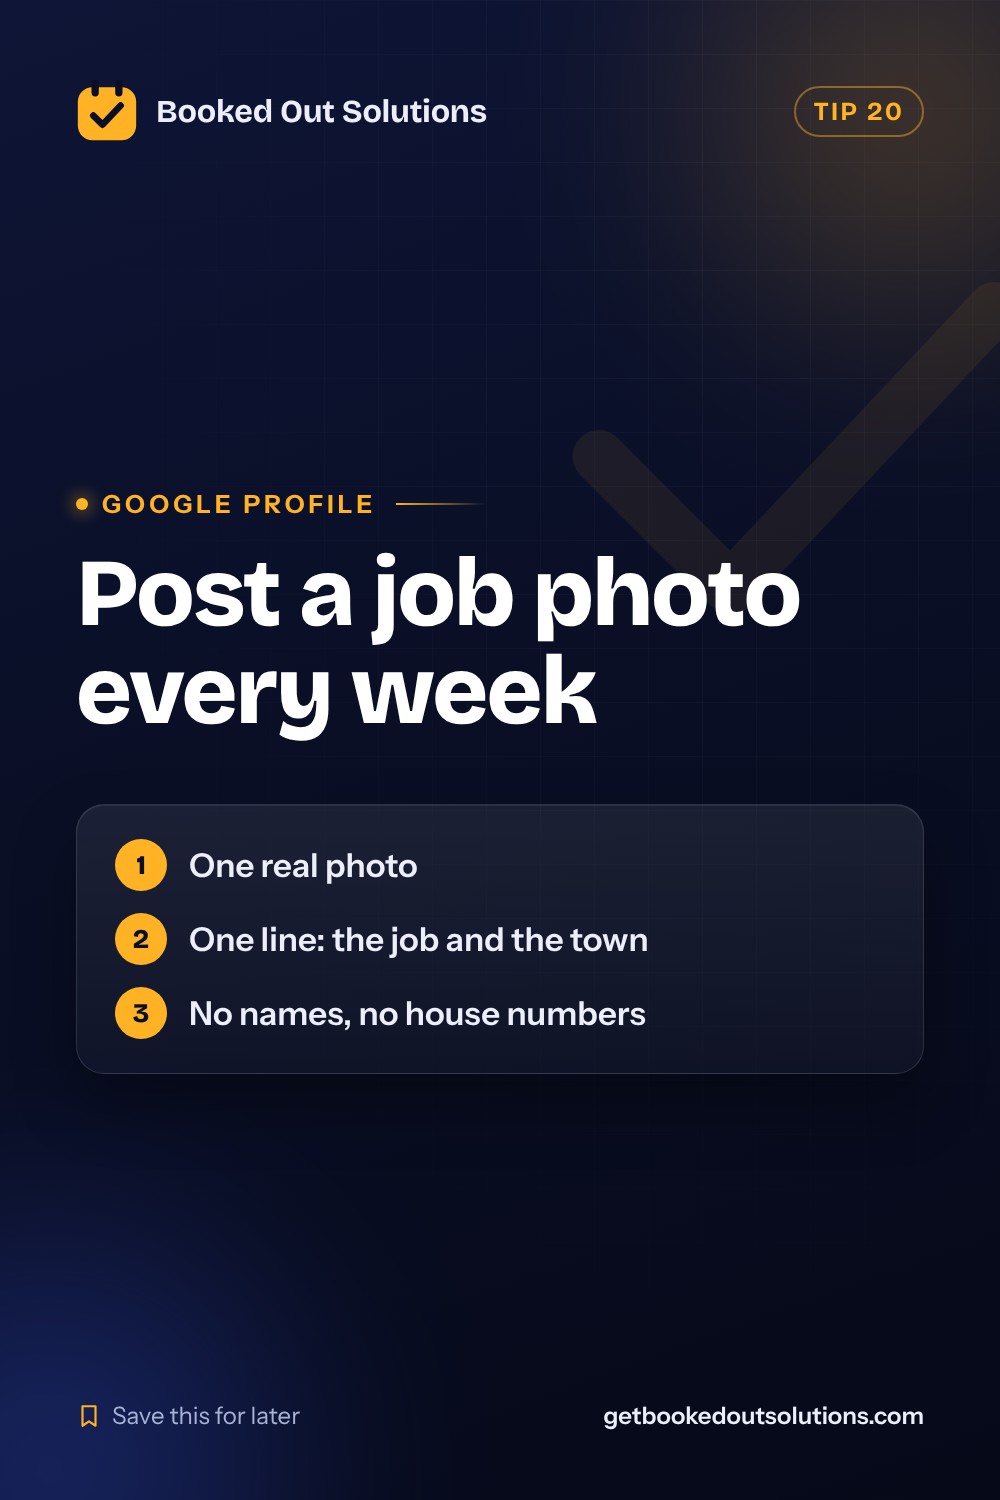 Booked Out Solutions
TIP 20
GOOGLE PROFILE
Post a job photo
every week
1 One real photo
2 One line: the job and the town
3 No names, no house numbers
Save this for later
getbookedoutsolutions.com